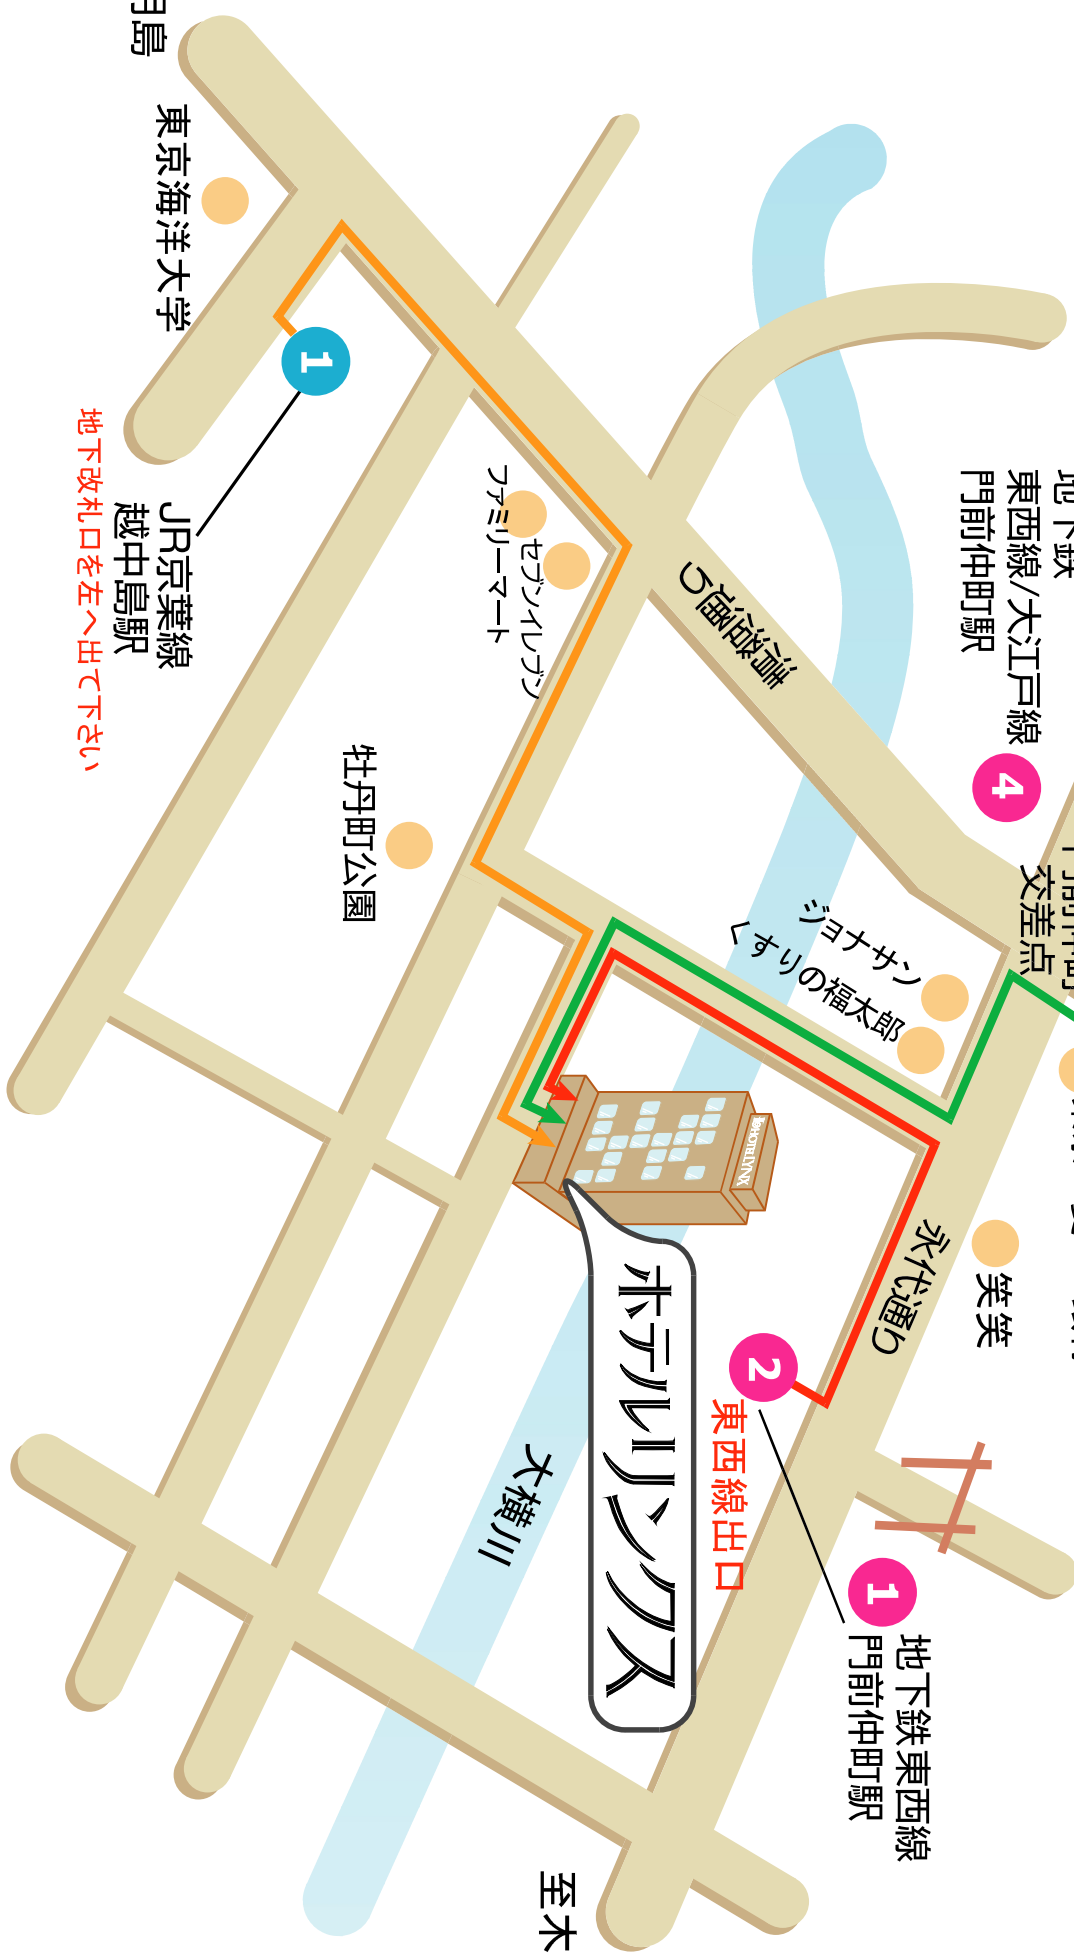 地下鉄
東西線/大江戸線
門前仲町駅
4
交差点
笑笑
1
地下鉄東西線
門前仲町駅
2
東西線出口
永代通り
ジョナサン
くすりの福太郎
清澄通り
HOTEL LYNX
ホテルリンクス
大横川
至木
セブンイレブン
ファミリーマート
牡丹町公園
1
JR京葉線
越中島駅
地下改札口を左へ出て下さい
東京海洋大学
月島